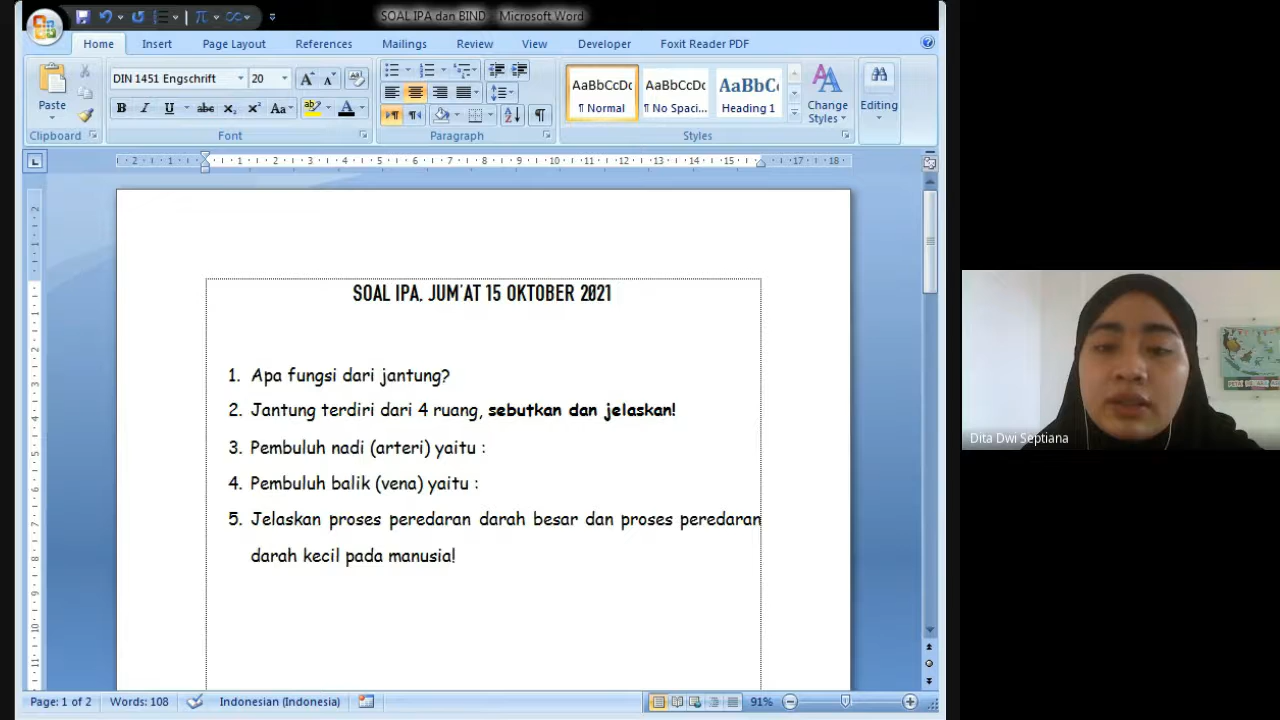 SOAL IPA dan BIND - Microsoft Word
Home Insert Page Layout References Mailings Review View Developer Foxit Reader PDF
DIN 1451 Engschrift 20
AaBbCcDc AaBbCcDc AaBbC
Paste
¶ Normal ¶ No Spaci... Heading 1
Change Styles
Editing
Clipboard Font Paragraph Styles
SOAL IPA, JUM'AT 15 OKTOBER 2021
1. Apa fungsi dari jantung?
2. Jantung terdiri dari 4 ruang, sebutkan dan jelaskan!
3. Pembuluh nadi (arteri) yaitu :
4. Pembuluh balik (vena) yaitu :
5. Jelaskan proses peredaran darah besar dan proses peredaran
darah kecil pada manusia!
Dita Dwi Septiana
Page: 1 of 2 Words: 108 Indonesian (Indonesia) 91%